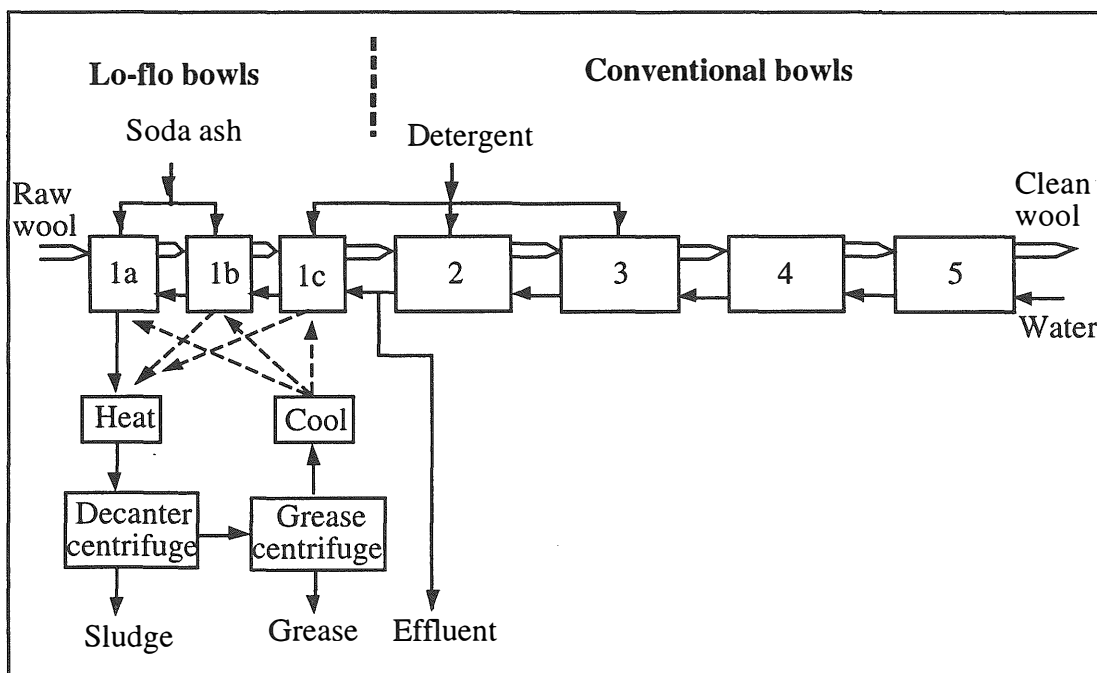 Lo-flo bowls
Conventional bowls
Soda ash
Detergent
Raw
wool
Clean
wool
1a
1b
1c
2
3
4
5
Water
Heat
Cool
Decanter
centrifuge
Grease
centrifuge
Sludge
Grease
Effluent